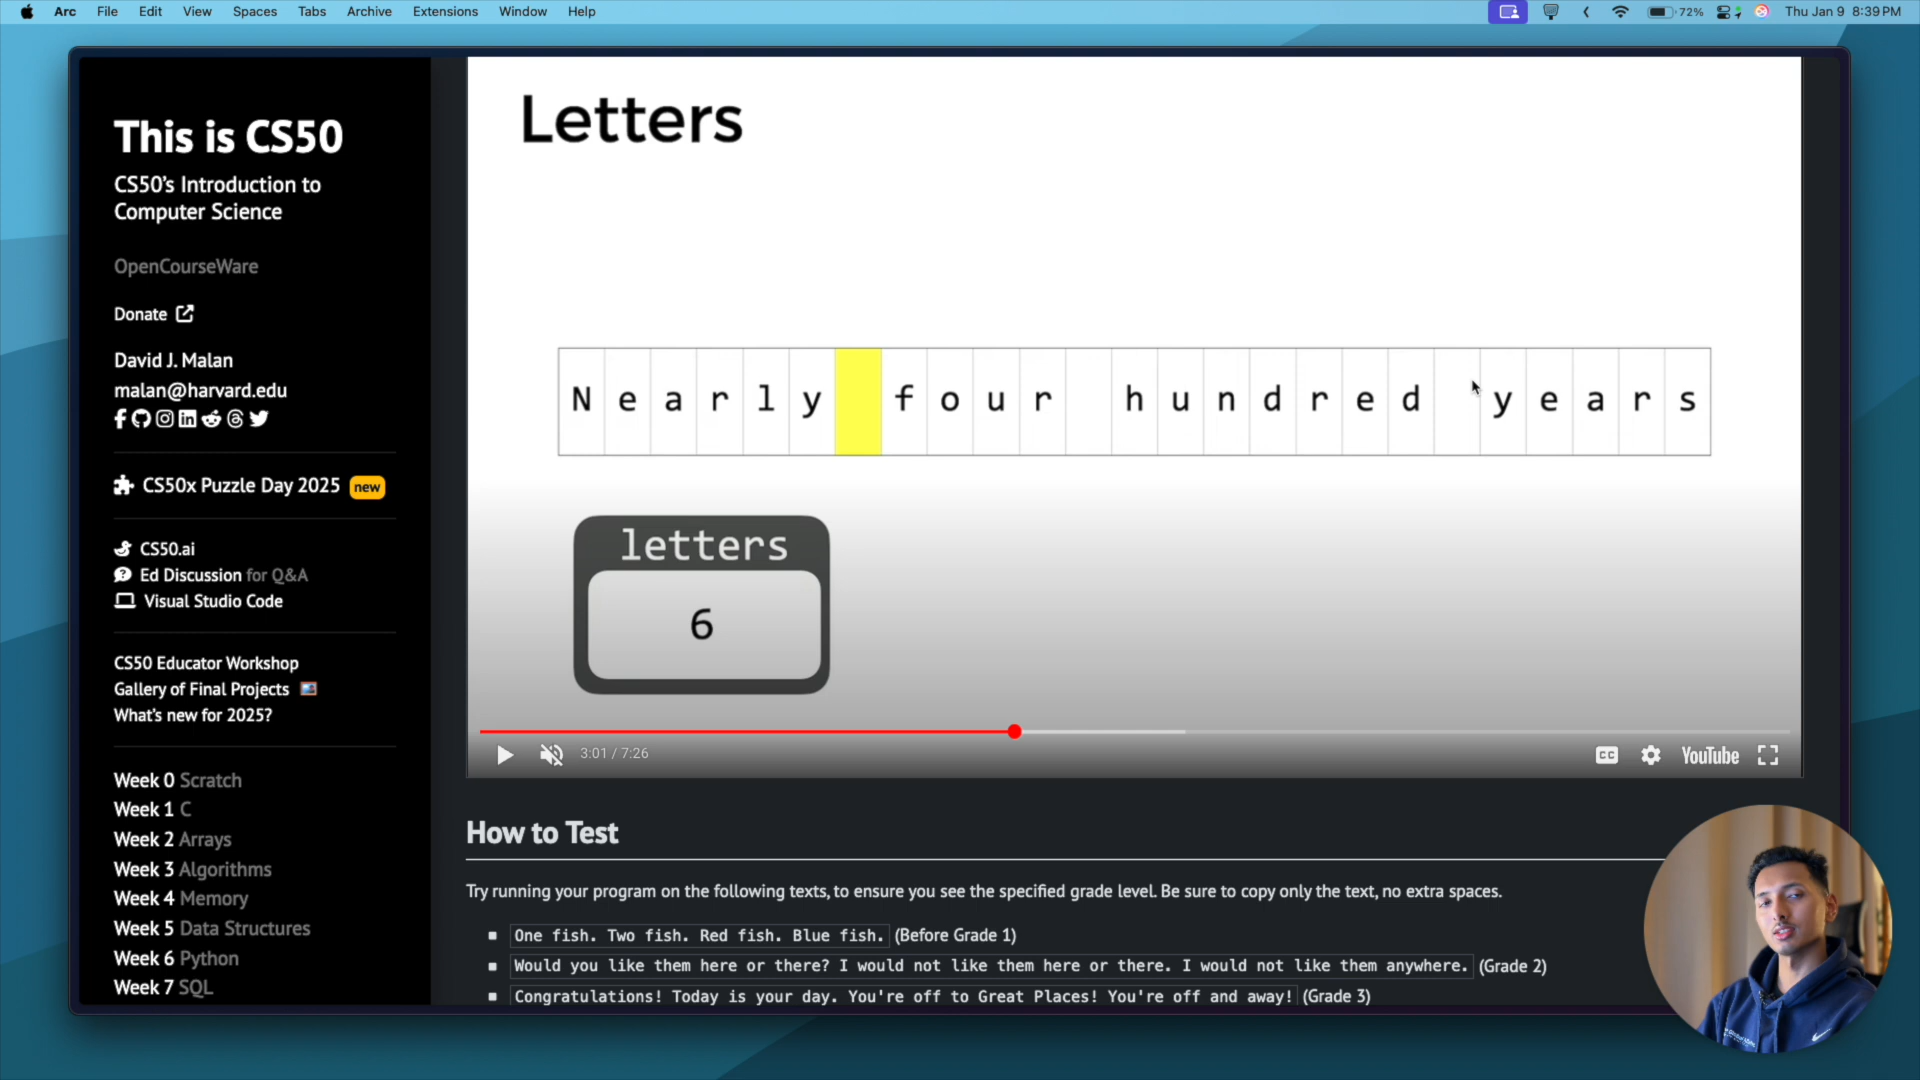 Arc File Edit View Spaces Tabs Archive Extensions Window Help 72% Thu Jan 9 8:39 PM
This is CS50
CS50's Introduction to
Computer Science
OpenCourseWare
Donate
David J. Malan
malan@harvard.edu
CS50x Puzzle Day 2025 new
CS50.ai
Ed Discussion for Q&A
Visual Studio Code
CS50 Educator Workshop
Gallery of Final Projects
What's new for 2025?
Week 0 Scratch
Week 1 C
Week 2 Arrays
Week 3 Algorithms
Week 4 Memory
Week 5 Data Structures
Week 6 Python
Week 7 SQL
Letters
Nearly four hundred years
letters
6
3:01 / 7:26 CC YouTube
How to Test
Try running your program on the following texts, to ensure you see the specified grade level. Be sure to copy only the text, no extra spaces.
One fish. Two fish. Red fish. Blue fish. (Before Grade 1)
Would you like them here or there? I would not like them here or there. I would not like them anywhere. (Grade 2)
Congratulations! Today is your day. You're off to Great Places! You're off and away! (Grade 3)